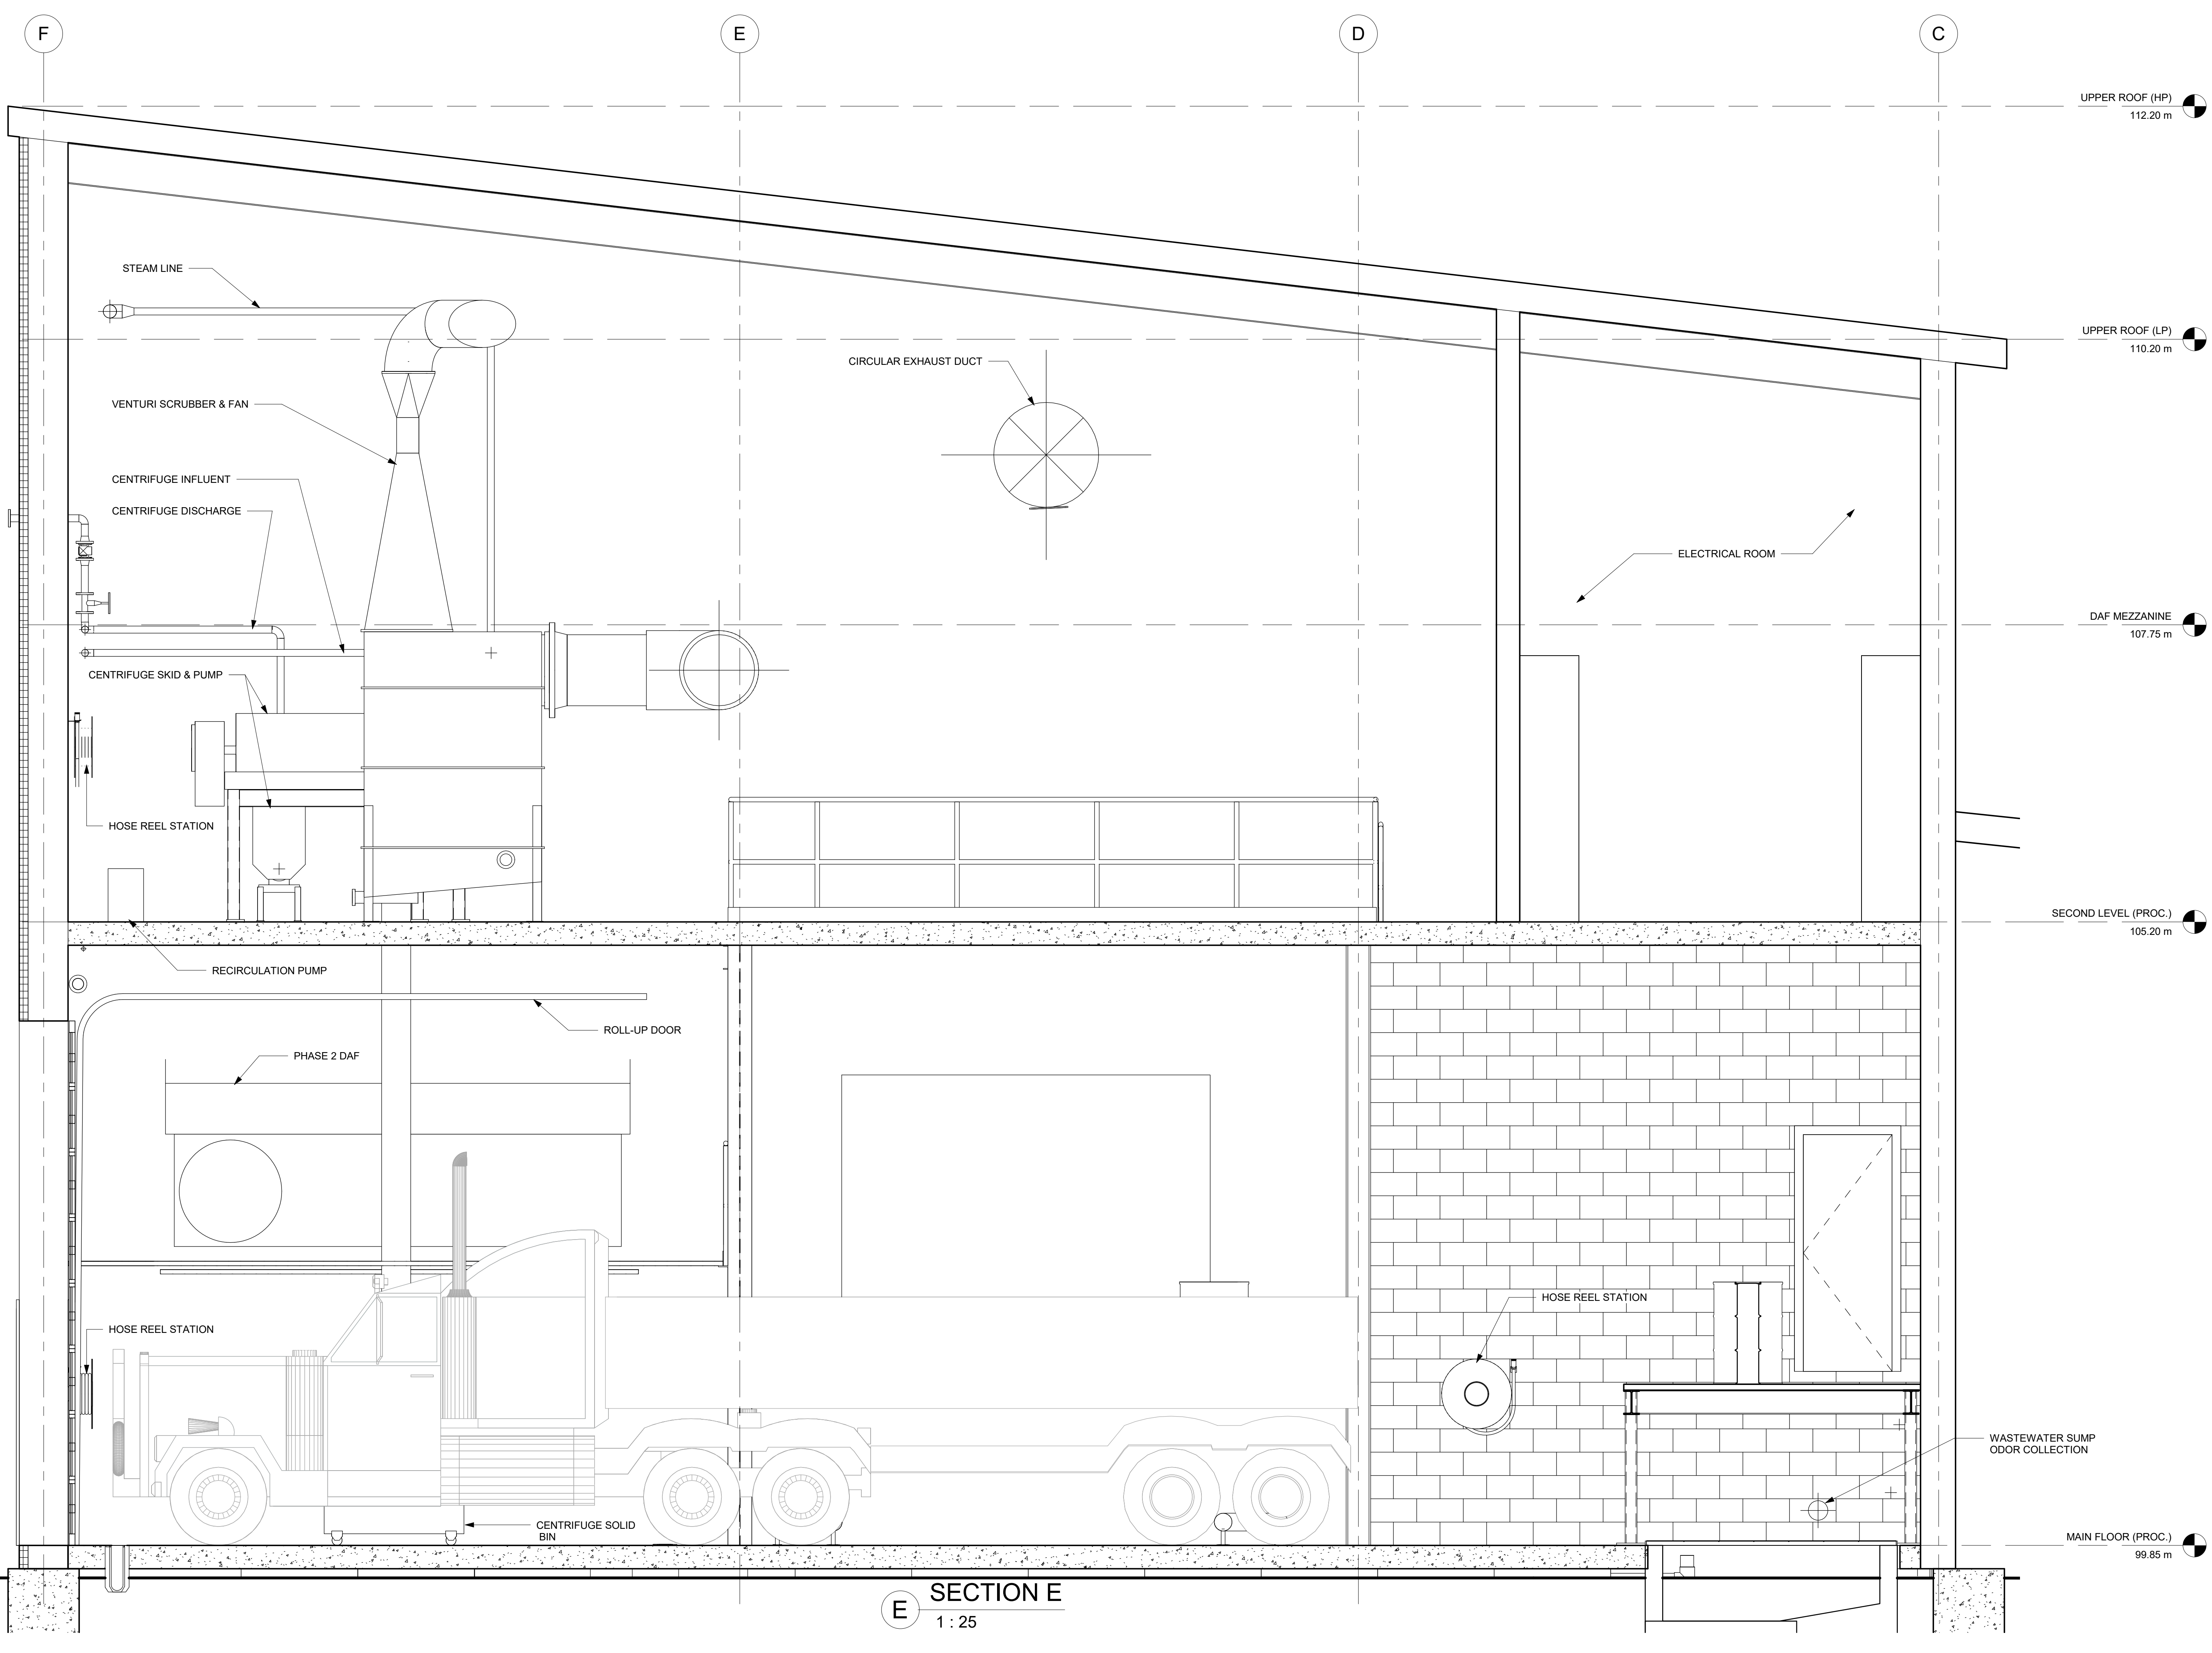 F
E
D
C
UPPER ROOF (HP)
112.20 m
STEAM LINE
UPPER ROOF (LP)
110.20 m
CIRCULAR EXHAUST DUCT
VENTURI SCRUBBER & FAN
CENTRIFUGE INFLUENT
CENTRIFUGE DISCHARGE
ELECTRICAL ROOM
DAF MEZZANINE
107.75 m
CENTRIFUGE SKID & PUMP
HOSE REEL STATION
SECOND LEVEL (PROC.)
105.20 m
RECIRCULATION PUMP
ROLL-UP DOOR
PHASE 2 DAF
HOSE REEL STATION
HOSE REEL STATION
WASTEWATER SUMP
ODOR COLLECTION
CENTRIFUGE SOLID
BIN
MAIN FLOOR (PROC.)
99.85 m
E
SECTION E
1 : 25